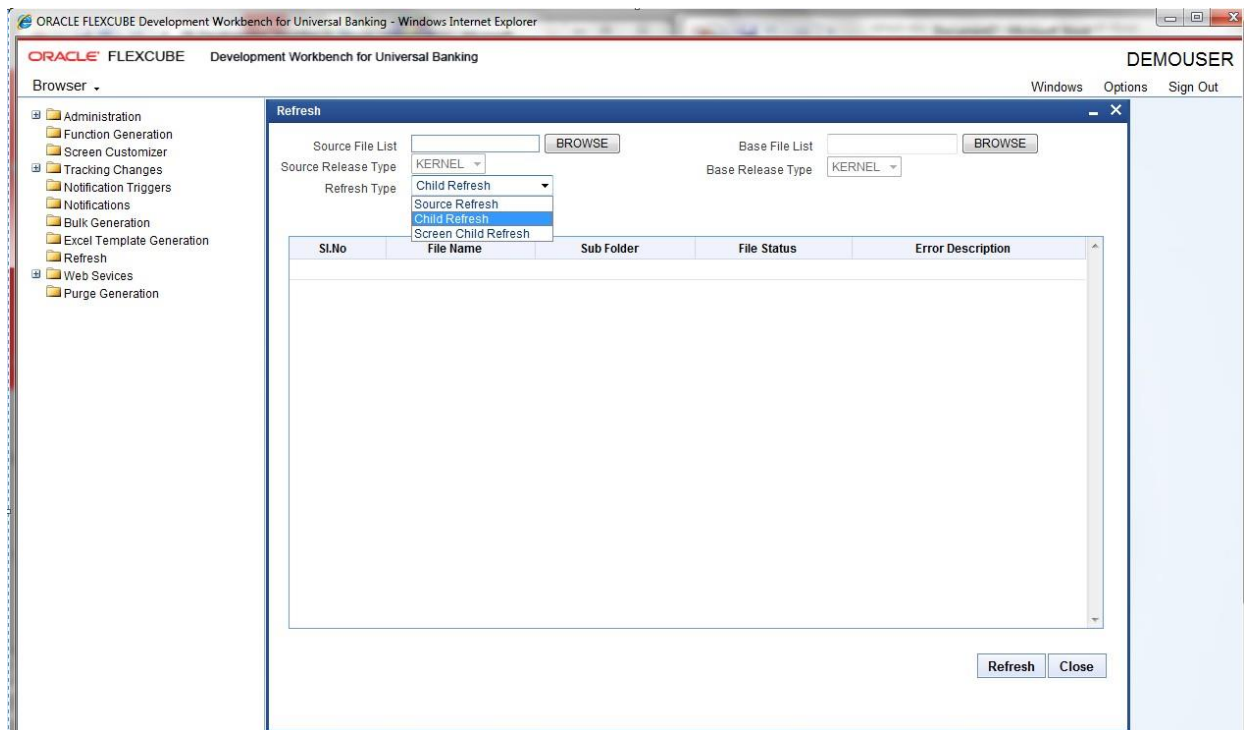 ORACLE FLEXCUBE Development Workbench for Universal Banking - Windows Internet Explorer
ORACLE FLEXCUBE Development Workbench for Universal Banking
DEMOUSER
Browser
Windows Options Sign Out
Administration
Function Generation
Screen Customizer
Tracking Changes
Notification Triggers
Notifications
Bulk Generation
Excel Template Generation
Refresh
Web Sevices
Purge Generation
Refresh
Source File List BROWSE Base File List BROWSE
Source Release Type KERNEL Base Release Type KERNEL
Refresh Type Child Refresh
Source Refresh
Child Refresh
Screen Child Refresh
Sl.No File Name Sub Folder File Status Error Description
Refresh Close